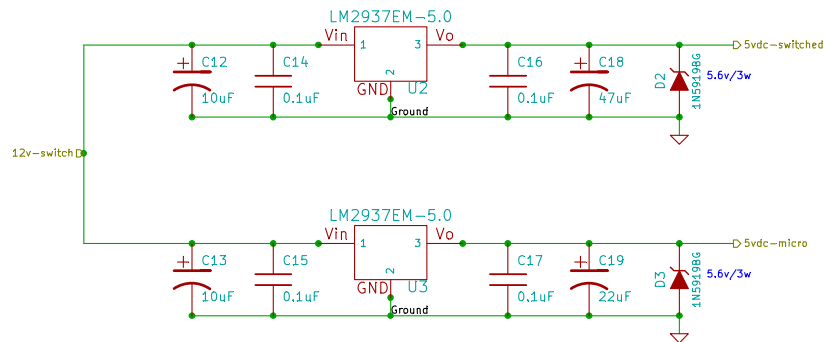 LM2937EM-5.0
Vin 1 3 Vo
5vdc-switched
+ C12
C14
C16
+ C18
D2
1N5919BG
5.6v/3w
2
GND
U2
10uF
0.1uF
0.1uF
47uF
Ground
12v-switch
LM2937EM-5.0
Vin 1 3 Vo
5vdc-micro
+ C13
C15
C17
+ C19
D3
1N5919BG
5.6v/3w
2
GND
U3
10uF
0.1uF
0.1uF
22uF
Ground